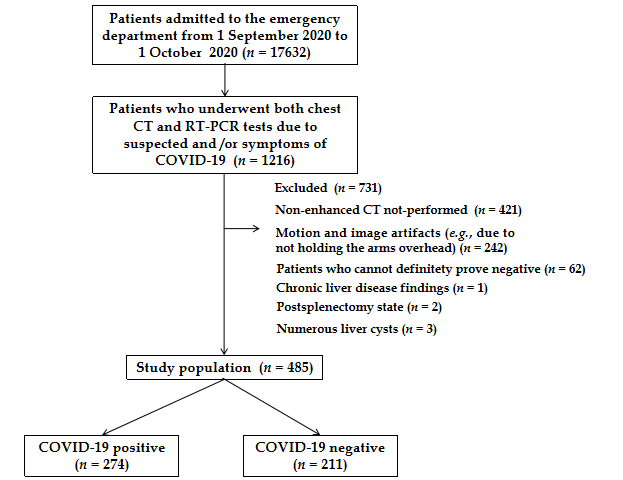 Patients admitted to the emergency
department from 1 September 2020 to
1 October 2020 (n = 17632)
Patients who underwent both chest
CT and RT-PCR tests due to
suspected and/or symptoms of
COVID-19 (n = 1216)
Excluded (n = 731)
Non-enhanced CT not-performed (n = 421)
Motion and image artifacts (e.g., due to
not holding the arms overhead) (n = 242)
Patients who cannot definitety prove negative (n = 62)
Chronic liver disease findings (n = 1)
Postsplenectomy state (n = 2)
Numerous liver cysts (n = 3)
Study population (n = 485)
COVID-19 positive
(n = 274)
COVID-19 negative
(n = 211)